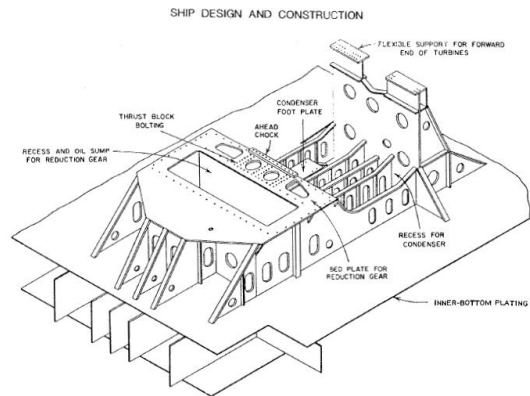 SHIP DESIGN AND CONSTRUCTION
FLEXIBLE SUPPORT FOR FORWARD
END OF TURBINES
CONDENSER
FOOT PLATE
THRUST BLOCK
BOLTING
AHEAD
CHOCK
RECESS AND OIL SUMP
FOR REDUCTION GEAR
RECESS FOR
CONDENSER
BED PLATE FOR
REDUCTION GEAR
INNER-BOTTOM PLATING